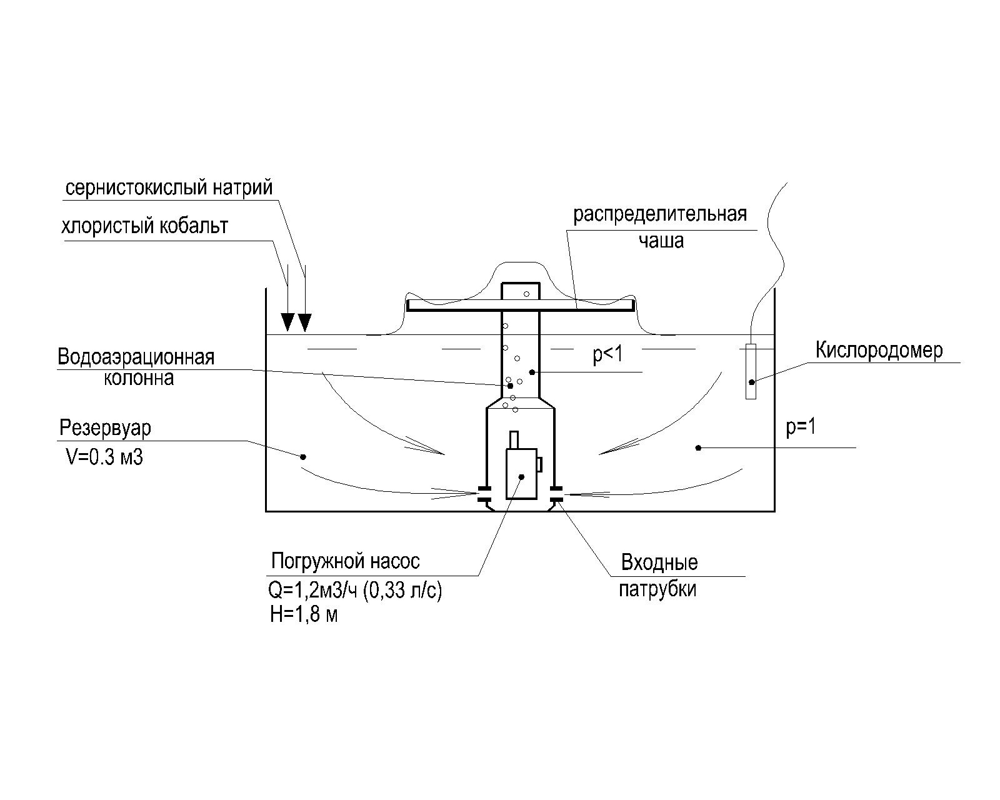 сернистокислый натрий
хлористый кобальт
распределительная
чаша
Водоаэрационная
колонна
p<1
Кислородомер
Резервуар
V=0.3 м3
p=1
Погружной насос
Q=1,2м3/ч (0,33 л/с)
H=1,8 м
Входные
патрубки